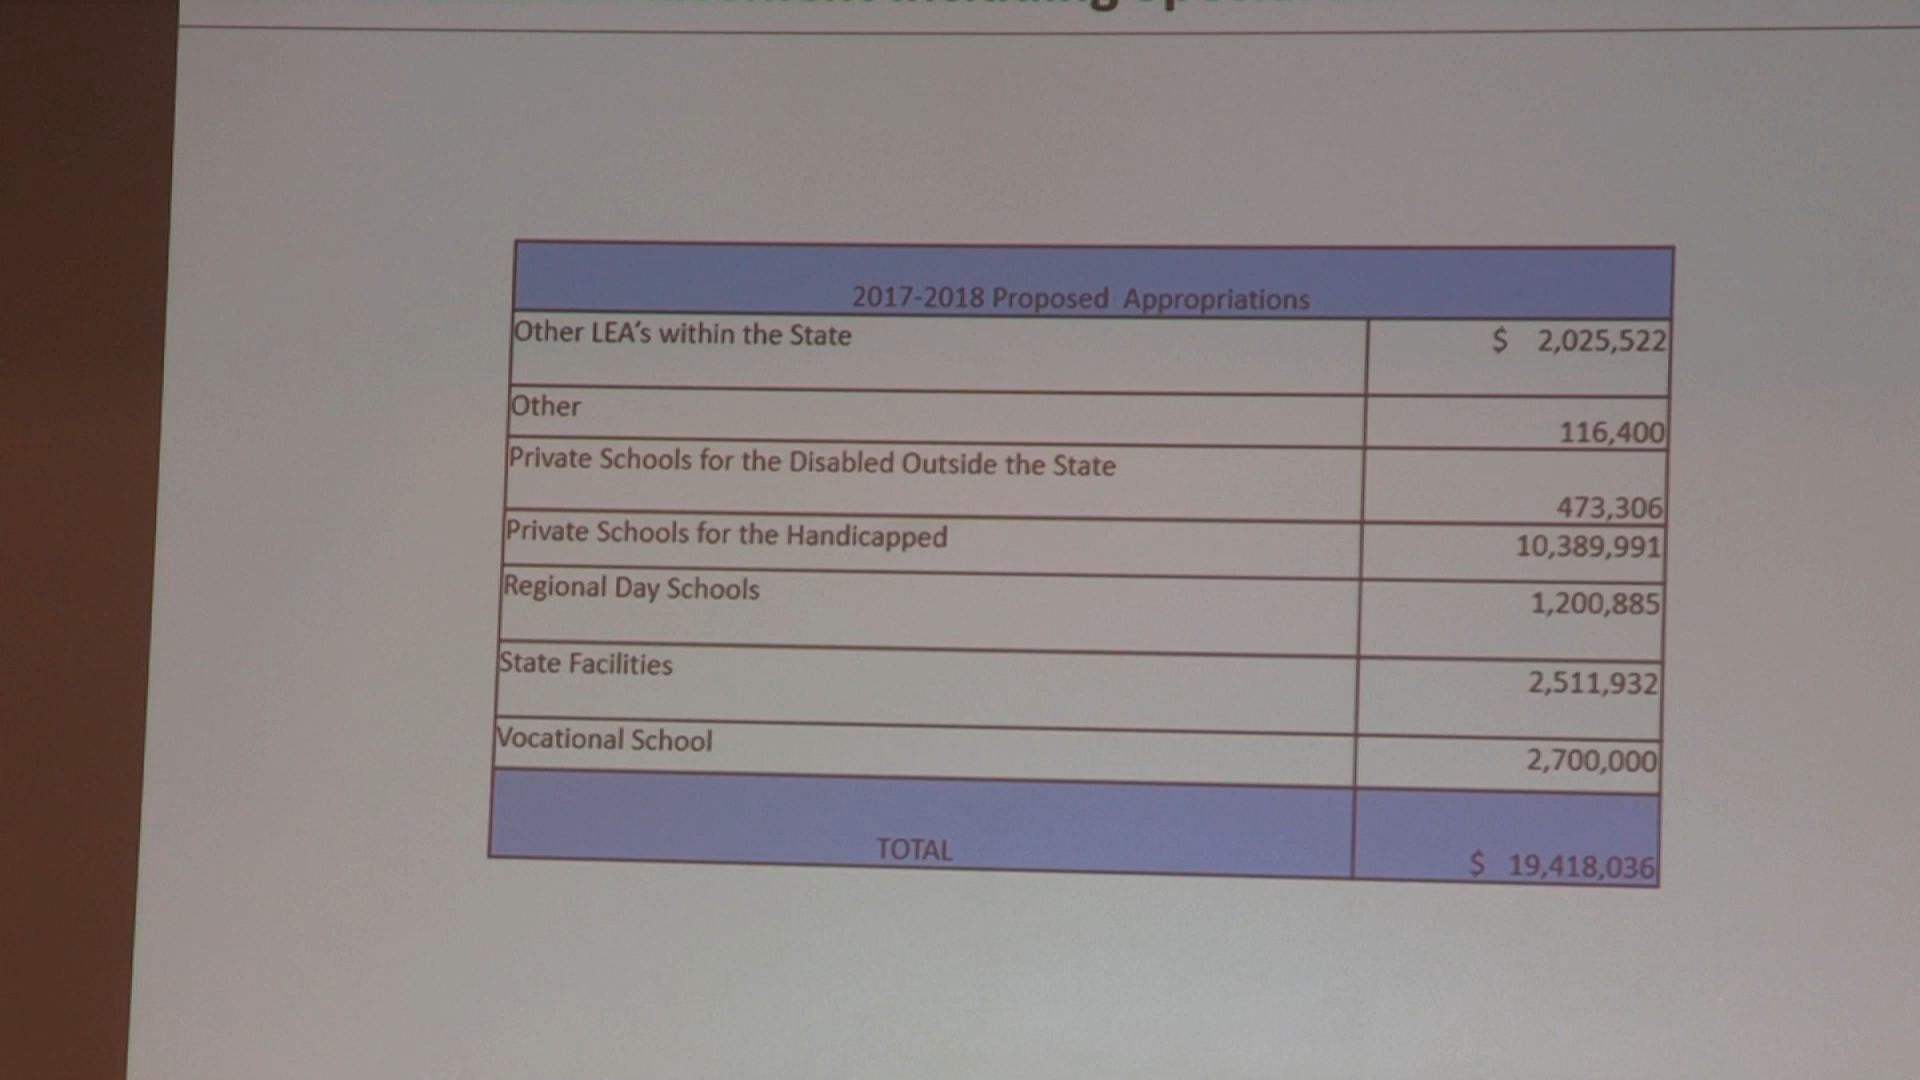 2017-2018 Proposed Appropriations
Other LEA's within the State $ 2,025,522
Other 116,400
Private Schools for the Disabled Outside the State 473,306
Private Schools for the Handicapped 10,389,991
Regional Day Schools 1,200,885
State Facilities 2,511,932
Vocational School 2,700,000
TOTAL $ 19,418,036